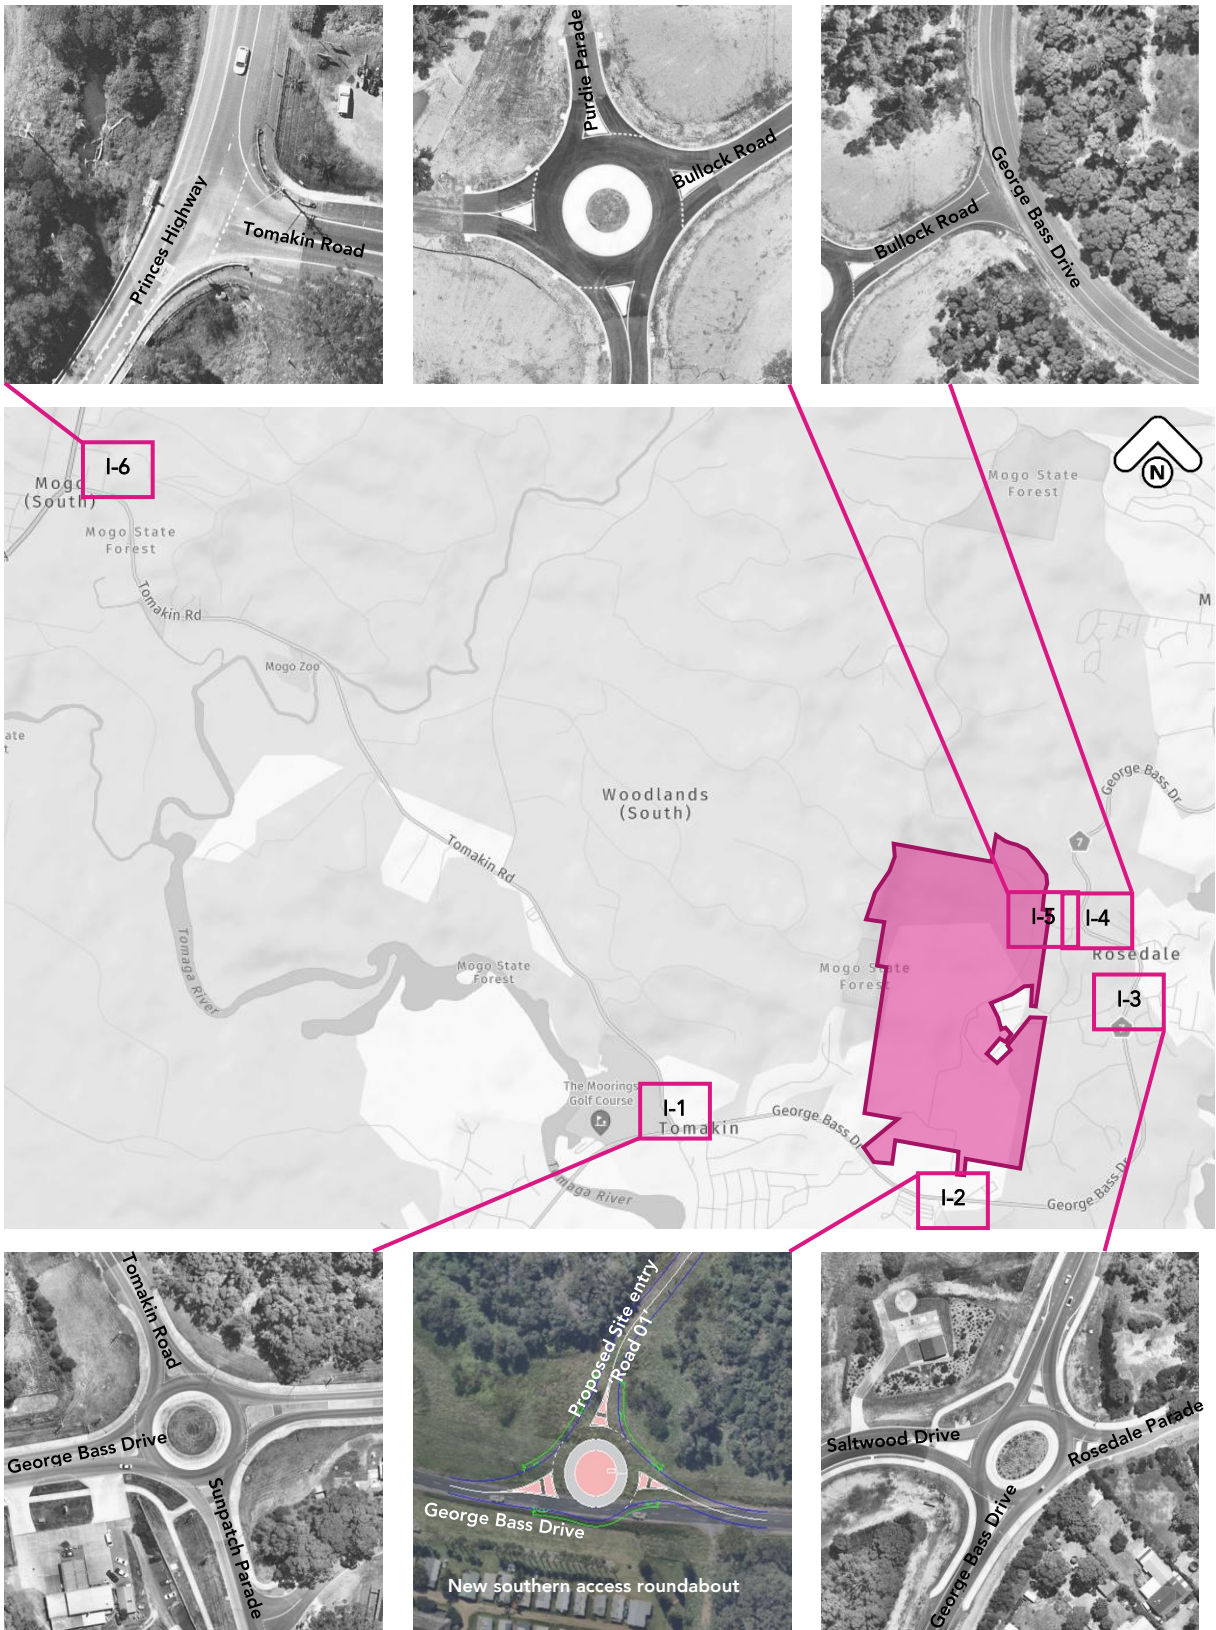 Princes Highway
Tomakin Road
Purdie Parade
Bullock Road
George Bass Drive
Bullock Road
I-6
Mogo
(South)
Mogo State
Forest
Tomakin Rd
Mogo Zoo
ate
t
Mogo State
Forest
N
M
Woodlands
(South)
George Bass Dr
7
Tomakin Rd
I-5
I-4
Rosedale
Tomaga River
Mogo State
Forest
Mogo State
Forest
I-3
The Moorings
Golf Course
I-1
Tomakin
George Bass Dr
Tomaga River
I-2
George Bass Dr
Tomakin Road
George Bass Drive
Sunpatch Parade
Proposed Site entry
'Road 01'
George Bass Drive
New southern access roundabout
Saltwood Drive
Rosedale Parade
George Bass Drive